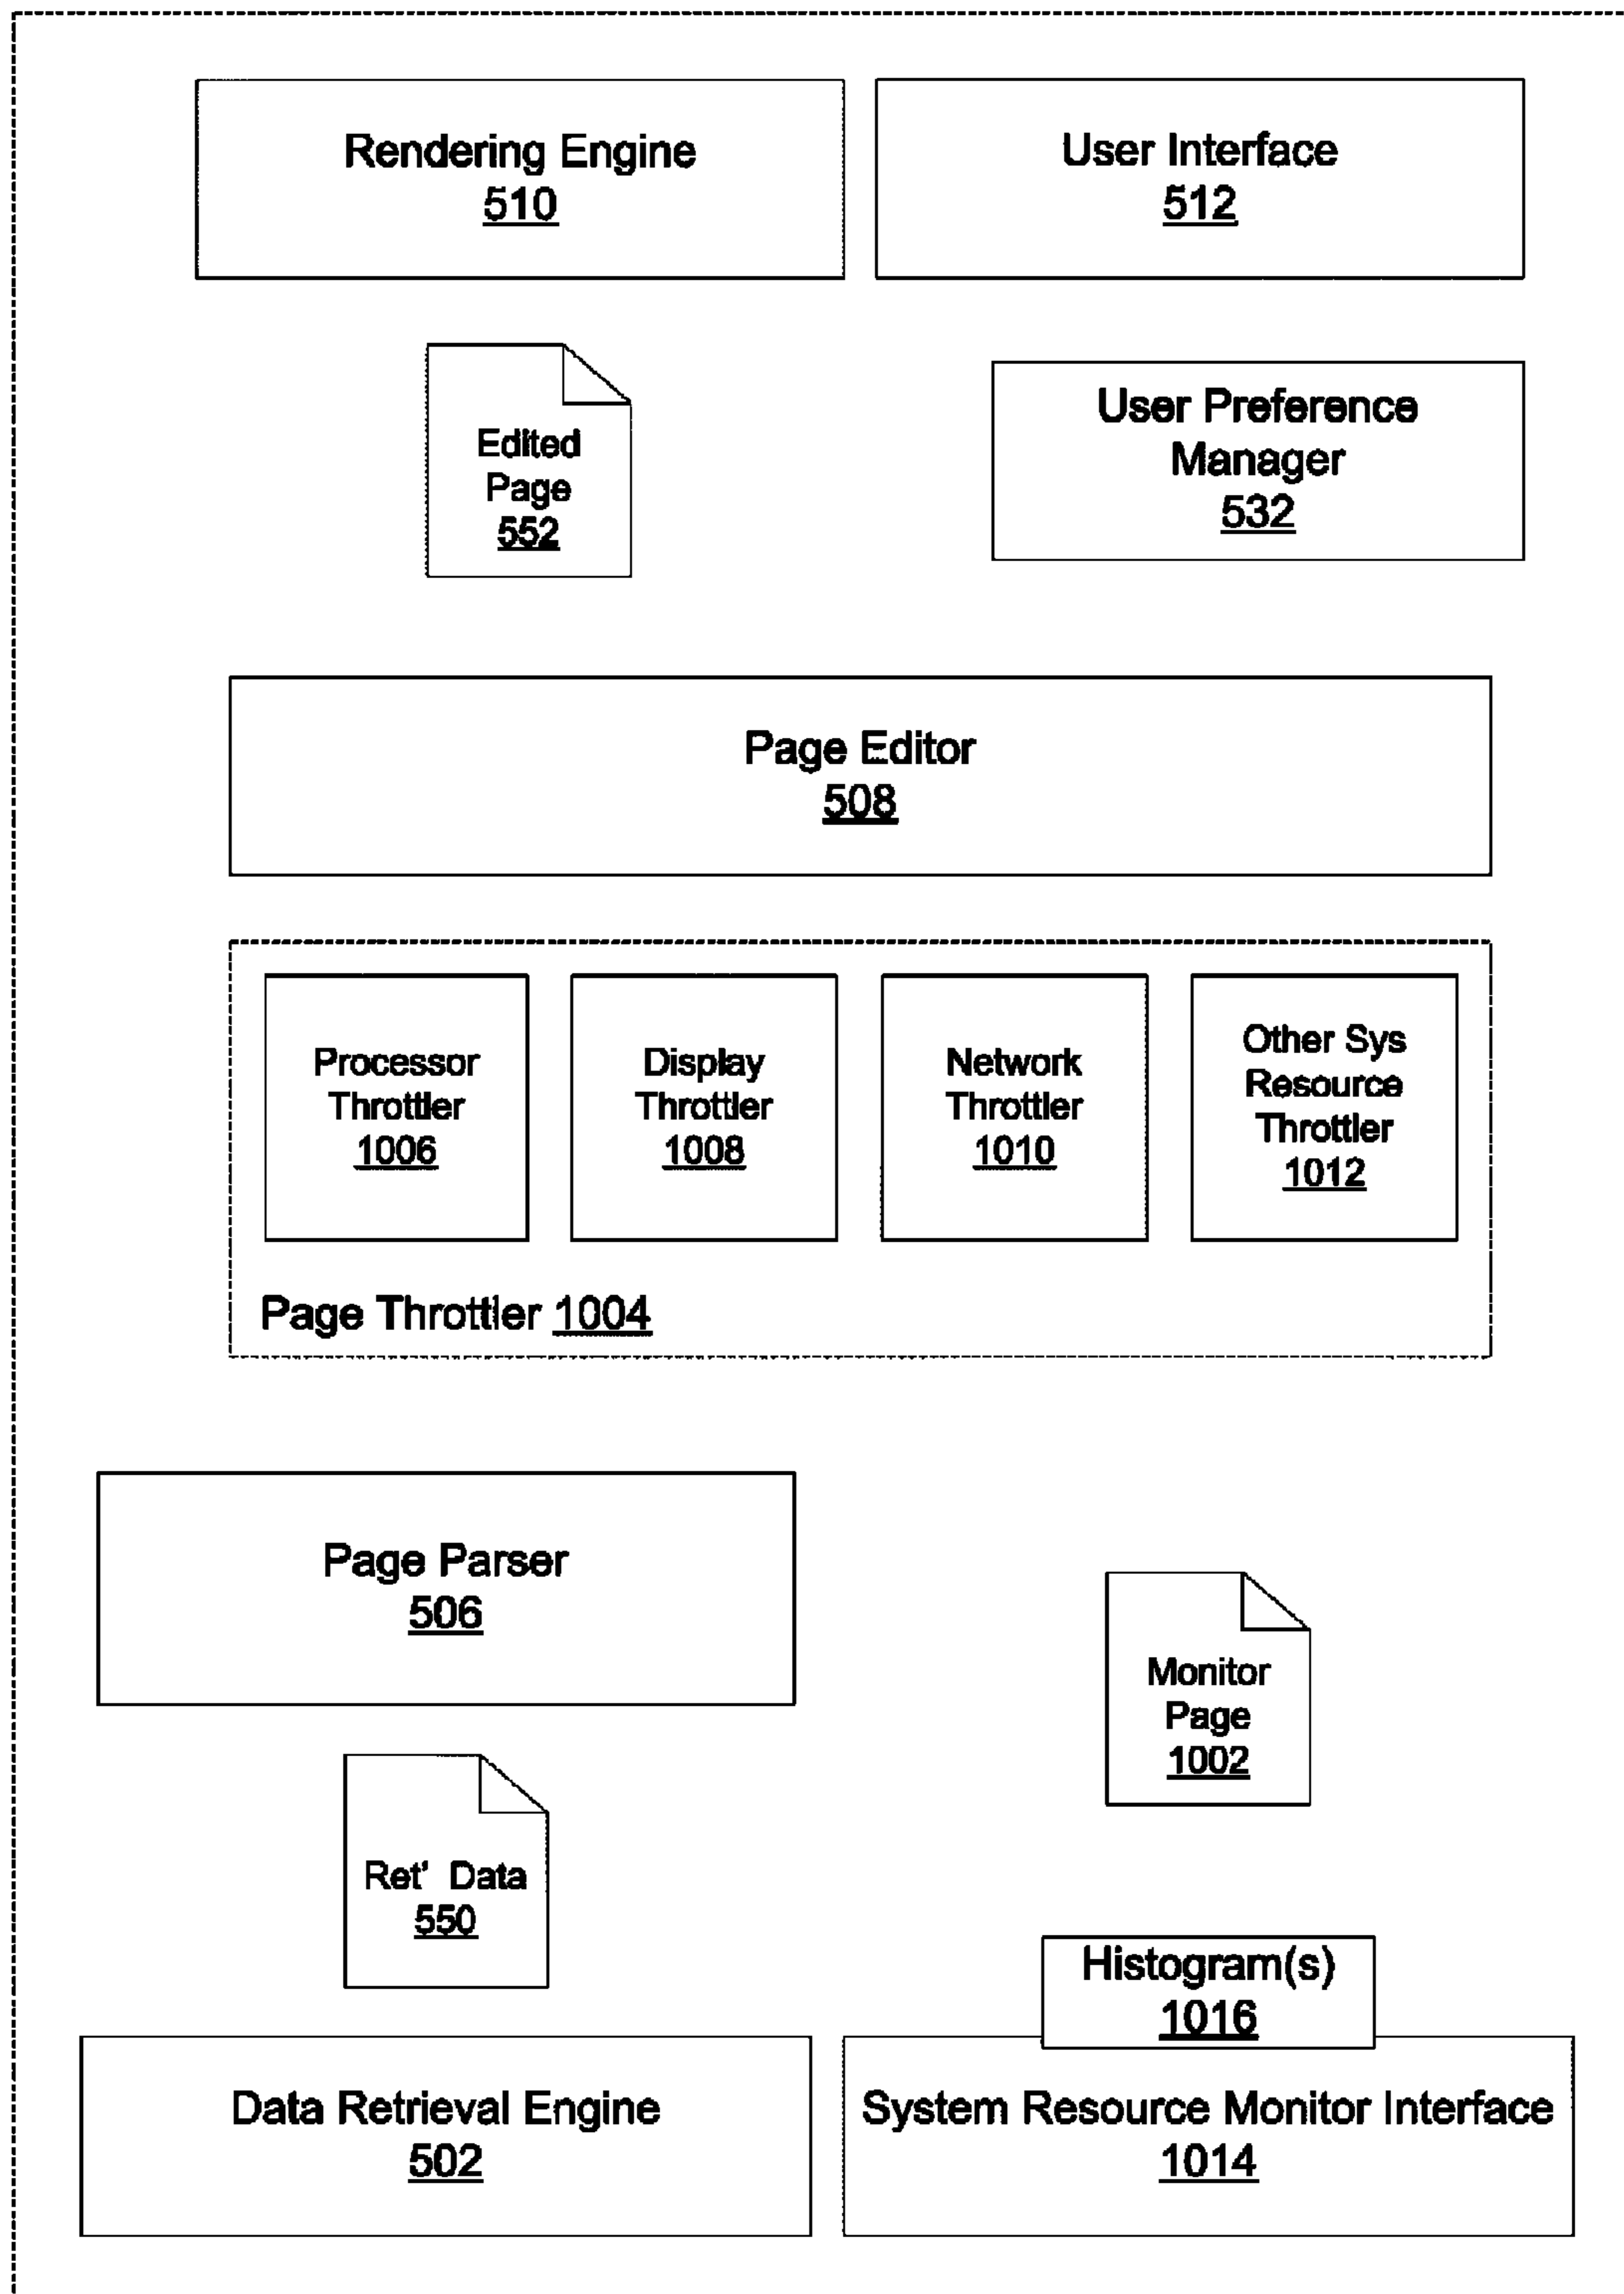 Rendering Engine
510
User Interface
512
Edited
Page
552
User Preference
Manager
532
Page Editor
508
Processor
Throttler
1006
Display
Throttler
1008
Network
Throttler
1010
Other Sys
Resource
Throttler
1012
Page Throttler 1004
Page Parser
506
Monitor
Page
1002
Ret' Data
550
Histogram(s)
1016
Data Retrieval Engine
502
System Resource Monitor Interface
1014